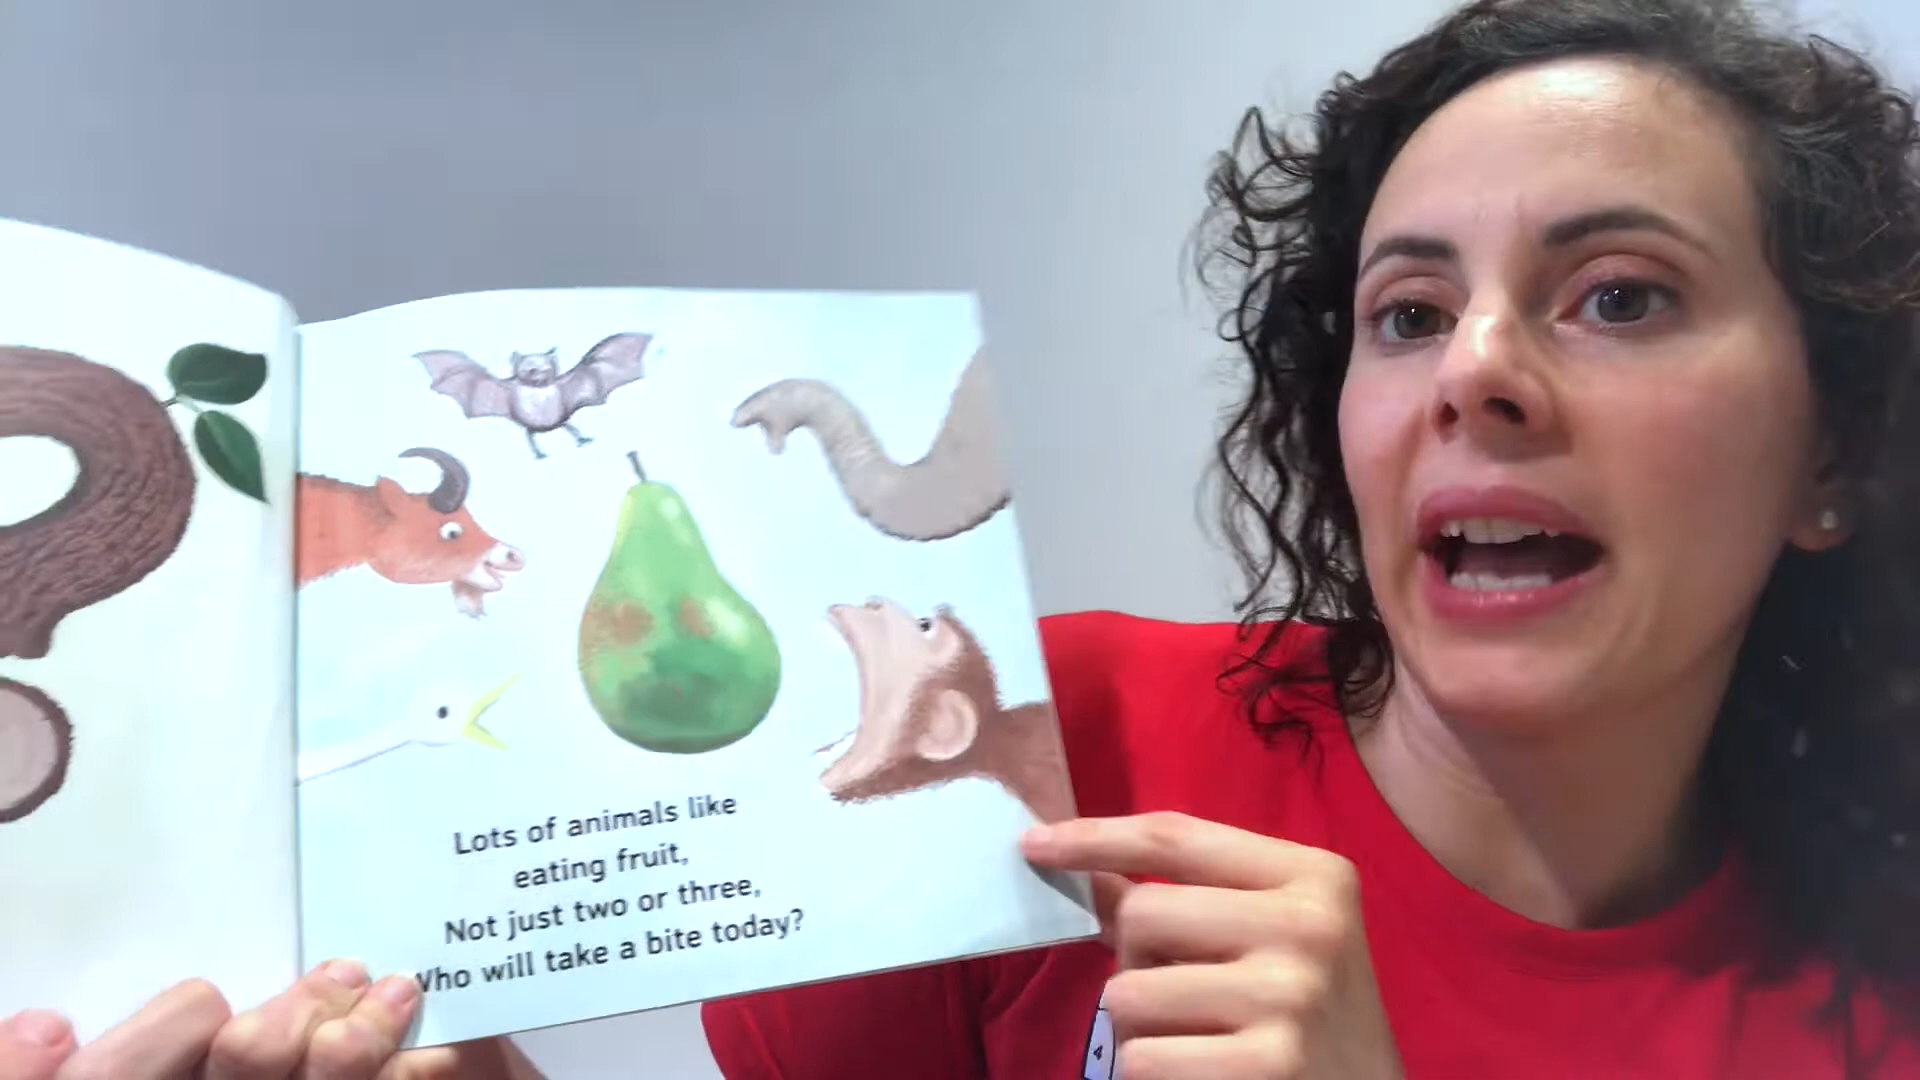 Lots of animals like
eating fruit,
Not just two or three,
Who will take a bite today?